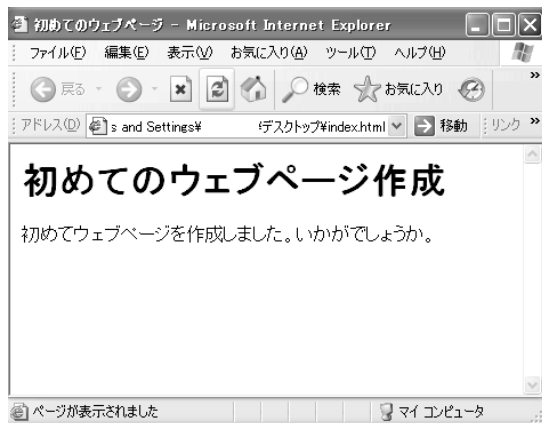 初めてのウェブページ - Microsoft Internet Explorer
ファイル(F) 編集(E) 表示(V) お気に入り(A) ツール(T) ヘルプ(H)
戻る 検索 お気に入り »
アドレス(D) s and Settings¥ デスクトップ¥index.html 移動 リンク »
初めてのウェブページ作成
初めてウェブページを作成しました。いかがでしょうか。
ページが表示されました マイ コンピュータ